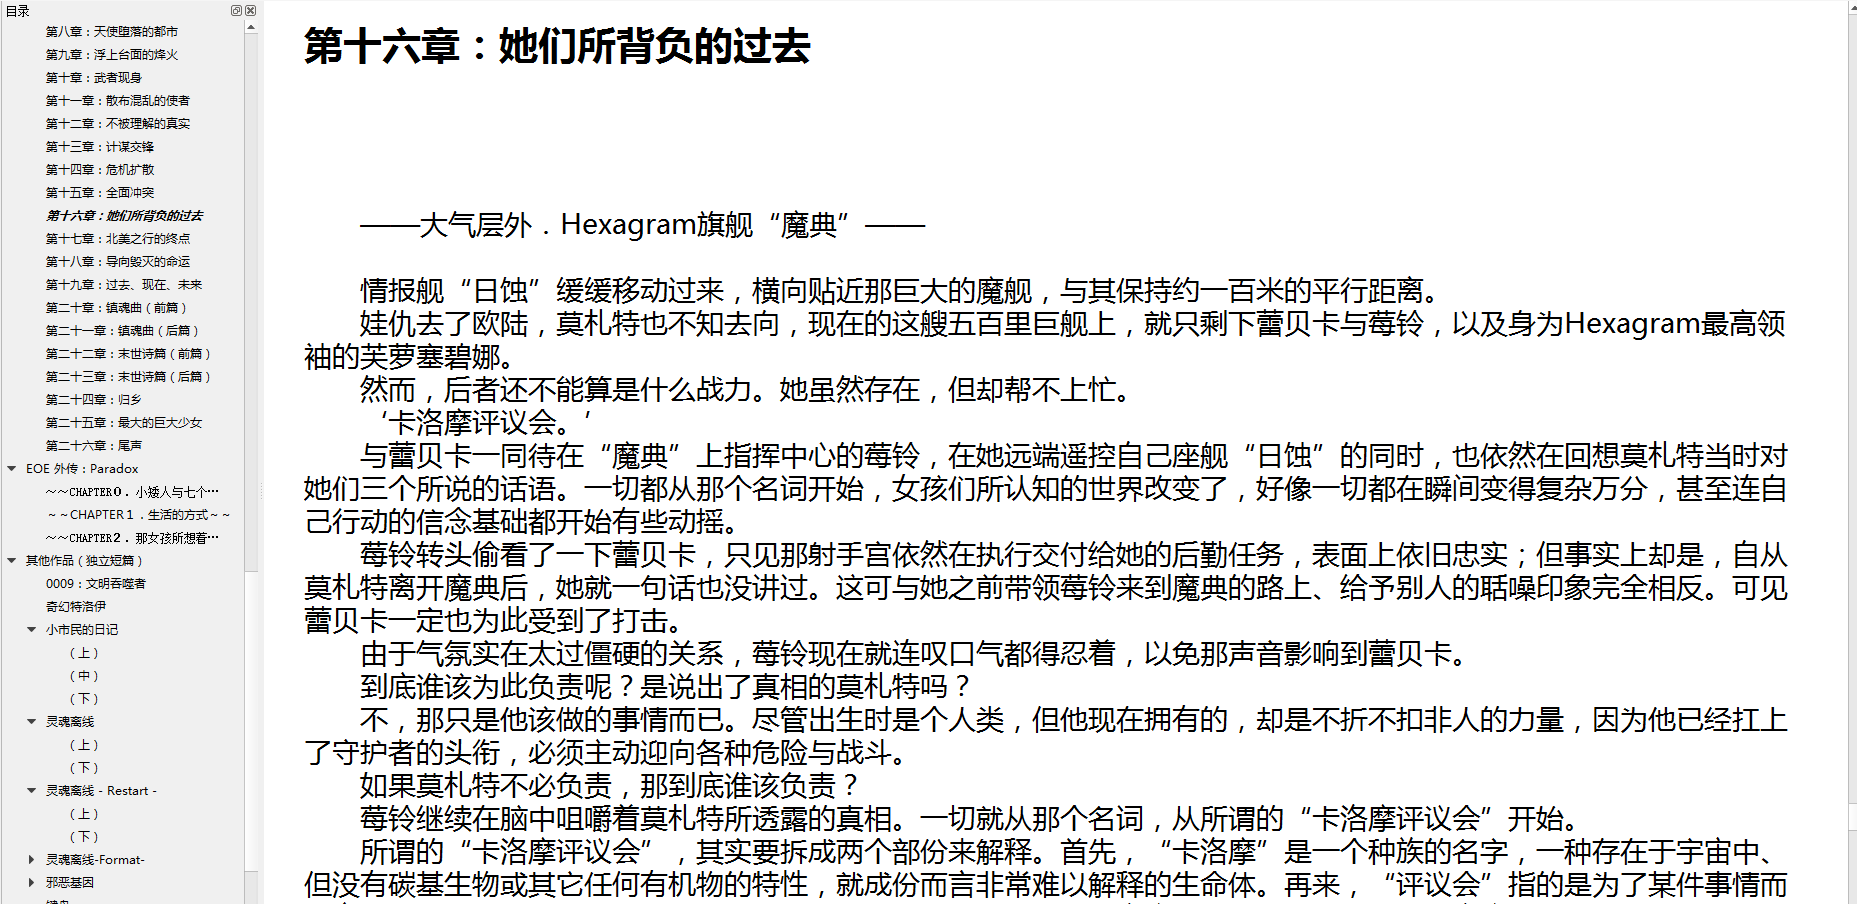 目录
第八章：天使堕落的都市
第九章：浮上台面的烽火
第十章：武者现身
第十一章：散布混乱的使者
第十二章：不被理解的真实
第十三章：计谋交锋
第十四章：危机扩散
第十五章：全面冲突
第十六章：她们所背负的过去
第十七章：北美之行的终点
第十八章：导向毁灭的命运
第十九章：过去、现在、未来
第二十章：镇魂曲（前篇）
第二十一章：镇魂曲（后篇）
第二十二章：末世诗篇（前篇）
第二十三章：末世诗篇（后篇）
第二十四章：归乡
第二十五章：最大的巨大少女
第二十六章：尾声
EOE 外传：Paradox
～～CHAPTER０．小矮人与七个…
～～CHAPTER１．生活的方式～～
～～CHAPTER２．那女孩所想着…
其他作品（独立短篇）
0009：文明吞噬者
奇幻特洛伊
小市民的日记
（上）
（中）
（下）
灵魂离线
（上）
（下）
灵魂离线 - Restart -
（上）
（下）
灵魂离线-Format-
邪恶基因
第十六章：她们所背负的过去
——大气层外．Hexagram旗舰“魔典”——
情报舰“日蚀”缓缓移动过来，横向贴近那巨大的魔舰，与其保持约一百米的平行距离。
娃仇去了欧陆，莫札特也不知去向，现在的这艘五百里巨舰上，就只剩下蕾贝卡与莓铃，以及身为Hexagram最高领
袖的芙萝塞碧娜。
然而，后者还不能算是什么战力。她虽然存在，但却帮不上忙。
‘卡洛摩评议会。’
与蕾贝卡一同待在“魔典”上指挥中心的莓铃，在她远端遥控自己座舰“日蚀”的同时，也依然在回想莫札特当时对
她们三个所说的话语。一切都从那个名词开始，女孩们所认知的世界改变了，好像一切都在瞬间变得复杂万分，甚至连自
己行动的信念基础都开始有些动摇。
莓铃转头偷看了一下蕾贝卡，只见那射手宫依然在执行交付给她的后勤任务，表面上依旧忠实；但事实上却是，自从
莫札特离开魔典后，她就一句话也没讲过。这可与她之前带领莓铃来到魔典的路上、给予别人的聒噪印象完全相反。可见
蕾贝卡一定也为此受到了打击。
由于气氛实在太过僵硬的关系，莓铃现在就连叹口气都得忍着，以免那声音影响到蕾贝卡。
到底谁该为此负责呢？是说出了真相的莫札特吗？
不，那只是他该做的事情而已。尽管出生时是个人类，但他现在拥有的，却是不折不扣非人的力量，因为他已经扛上
了守护者的头衔，必须主动迎向各种危险与战斗。
如果莫札特不必负责，那到底谁该负责？
莓铃继续在脑中咀嚼着莫札特所透露的真相。一切就从那个名词，从所谓的“卡洛摩评议会”开始。
所谓的“卡洛摩评议会”，其实要拆成两个部份来解释。首先，“卡洛摩”是一个种族的名字，一种存在于宇宙中、
但没有碳基生物或其它任何有机物的特性，就成份而言非常难以解释的生命体。再来，“评议会”指的是为了某件事情而